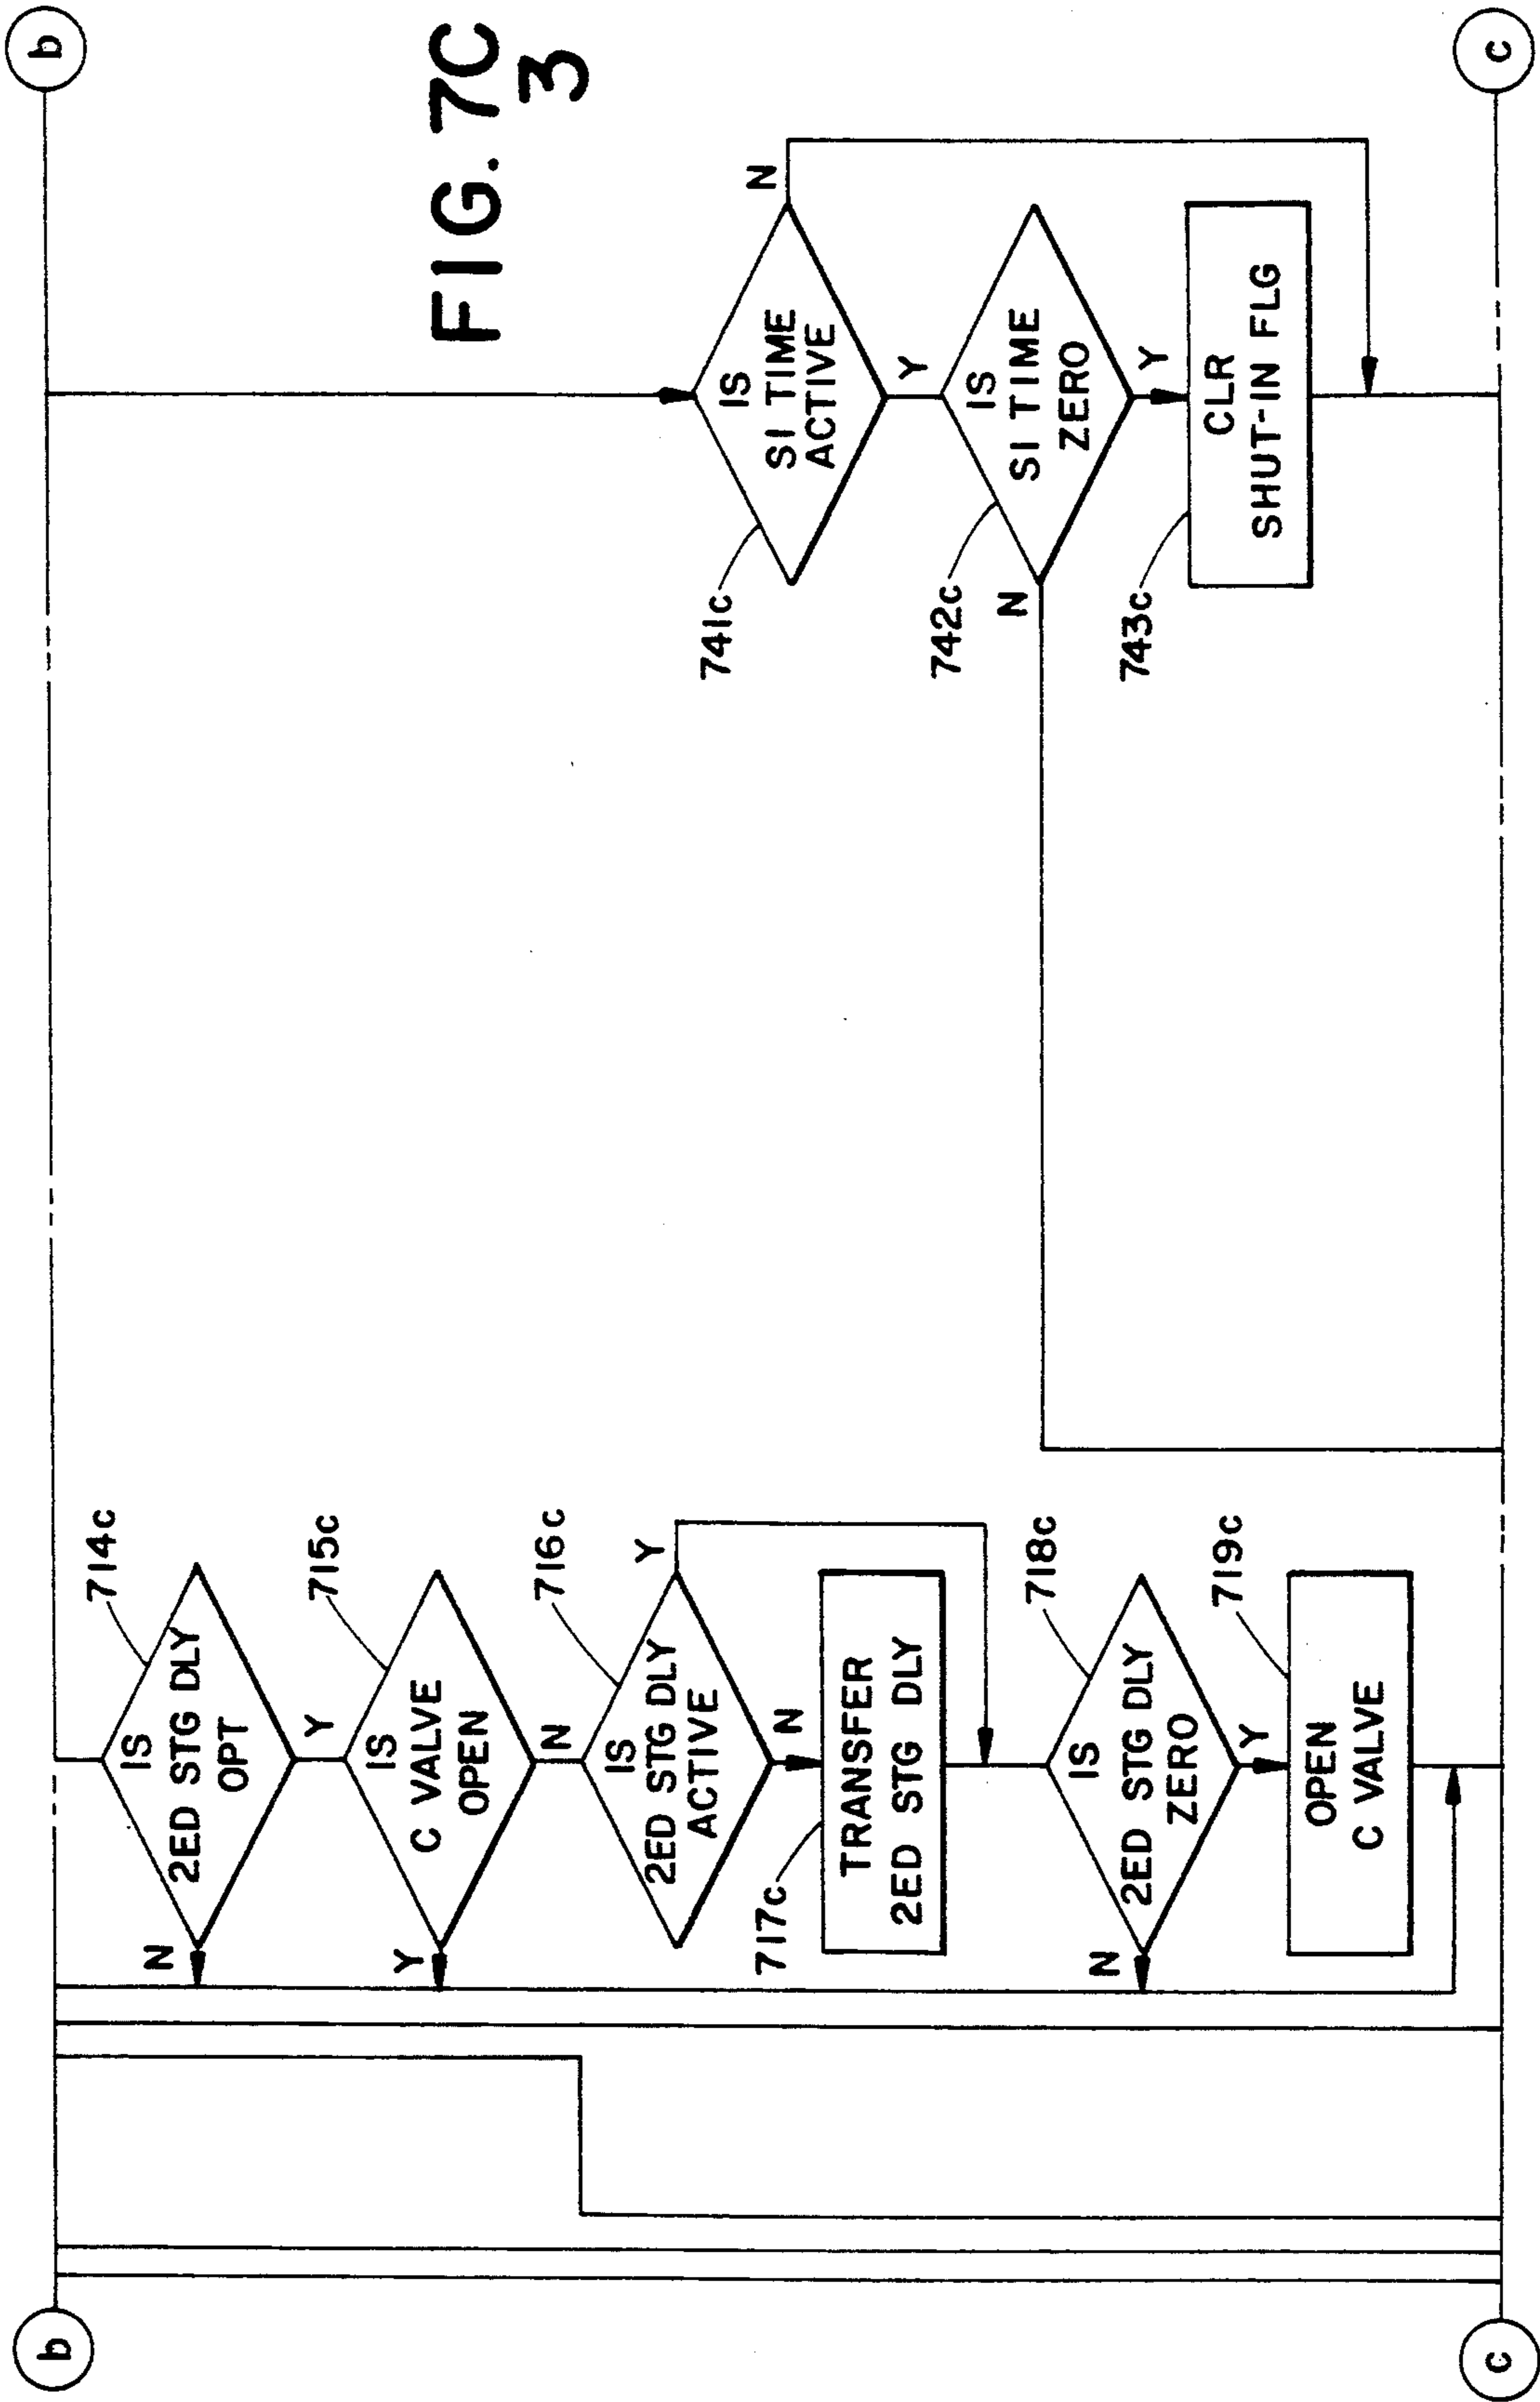 b
b
FIG. 7C
3
714c
IS
2ED STG DLY
OPT
N
Y
715c
IS
C VALVE
OPEN
Y
N
716c
IS
2ED STG DLY
ACTIVE
Y
N
717c
TRANSFER
2ED STG DLY
718c
IS
2ED STG DLY
ZERO
N
Y
719c
OPEN
C VALVE
741c
IS
SI TIME
ACTIVE
N
Y
742c
IS
SI TIME
ZERO
N
Y
743c
CLR
SHUT-IN FLG
c
c